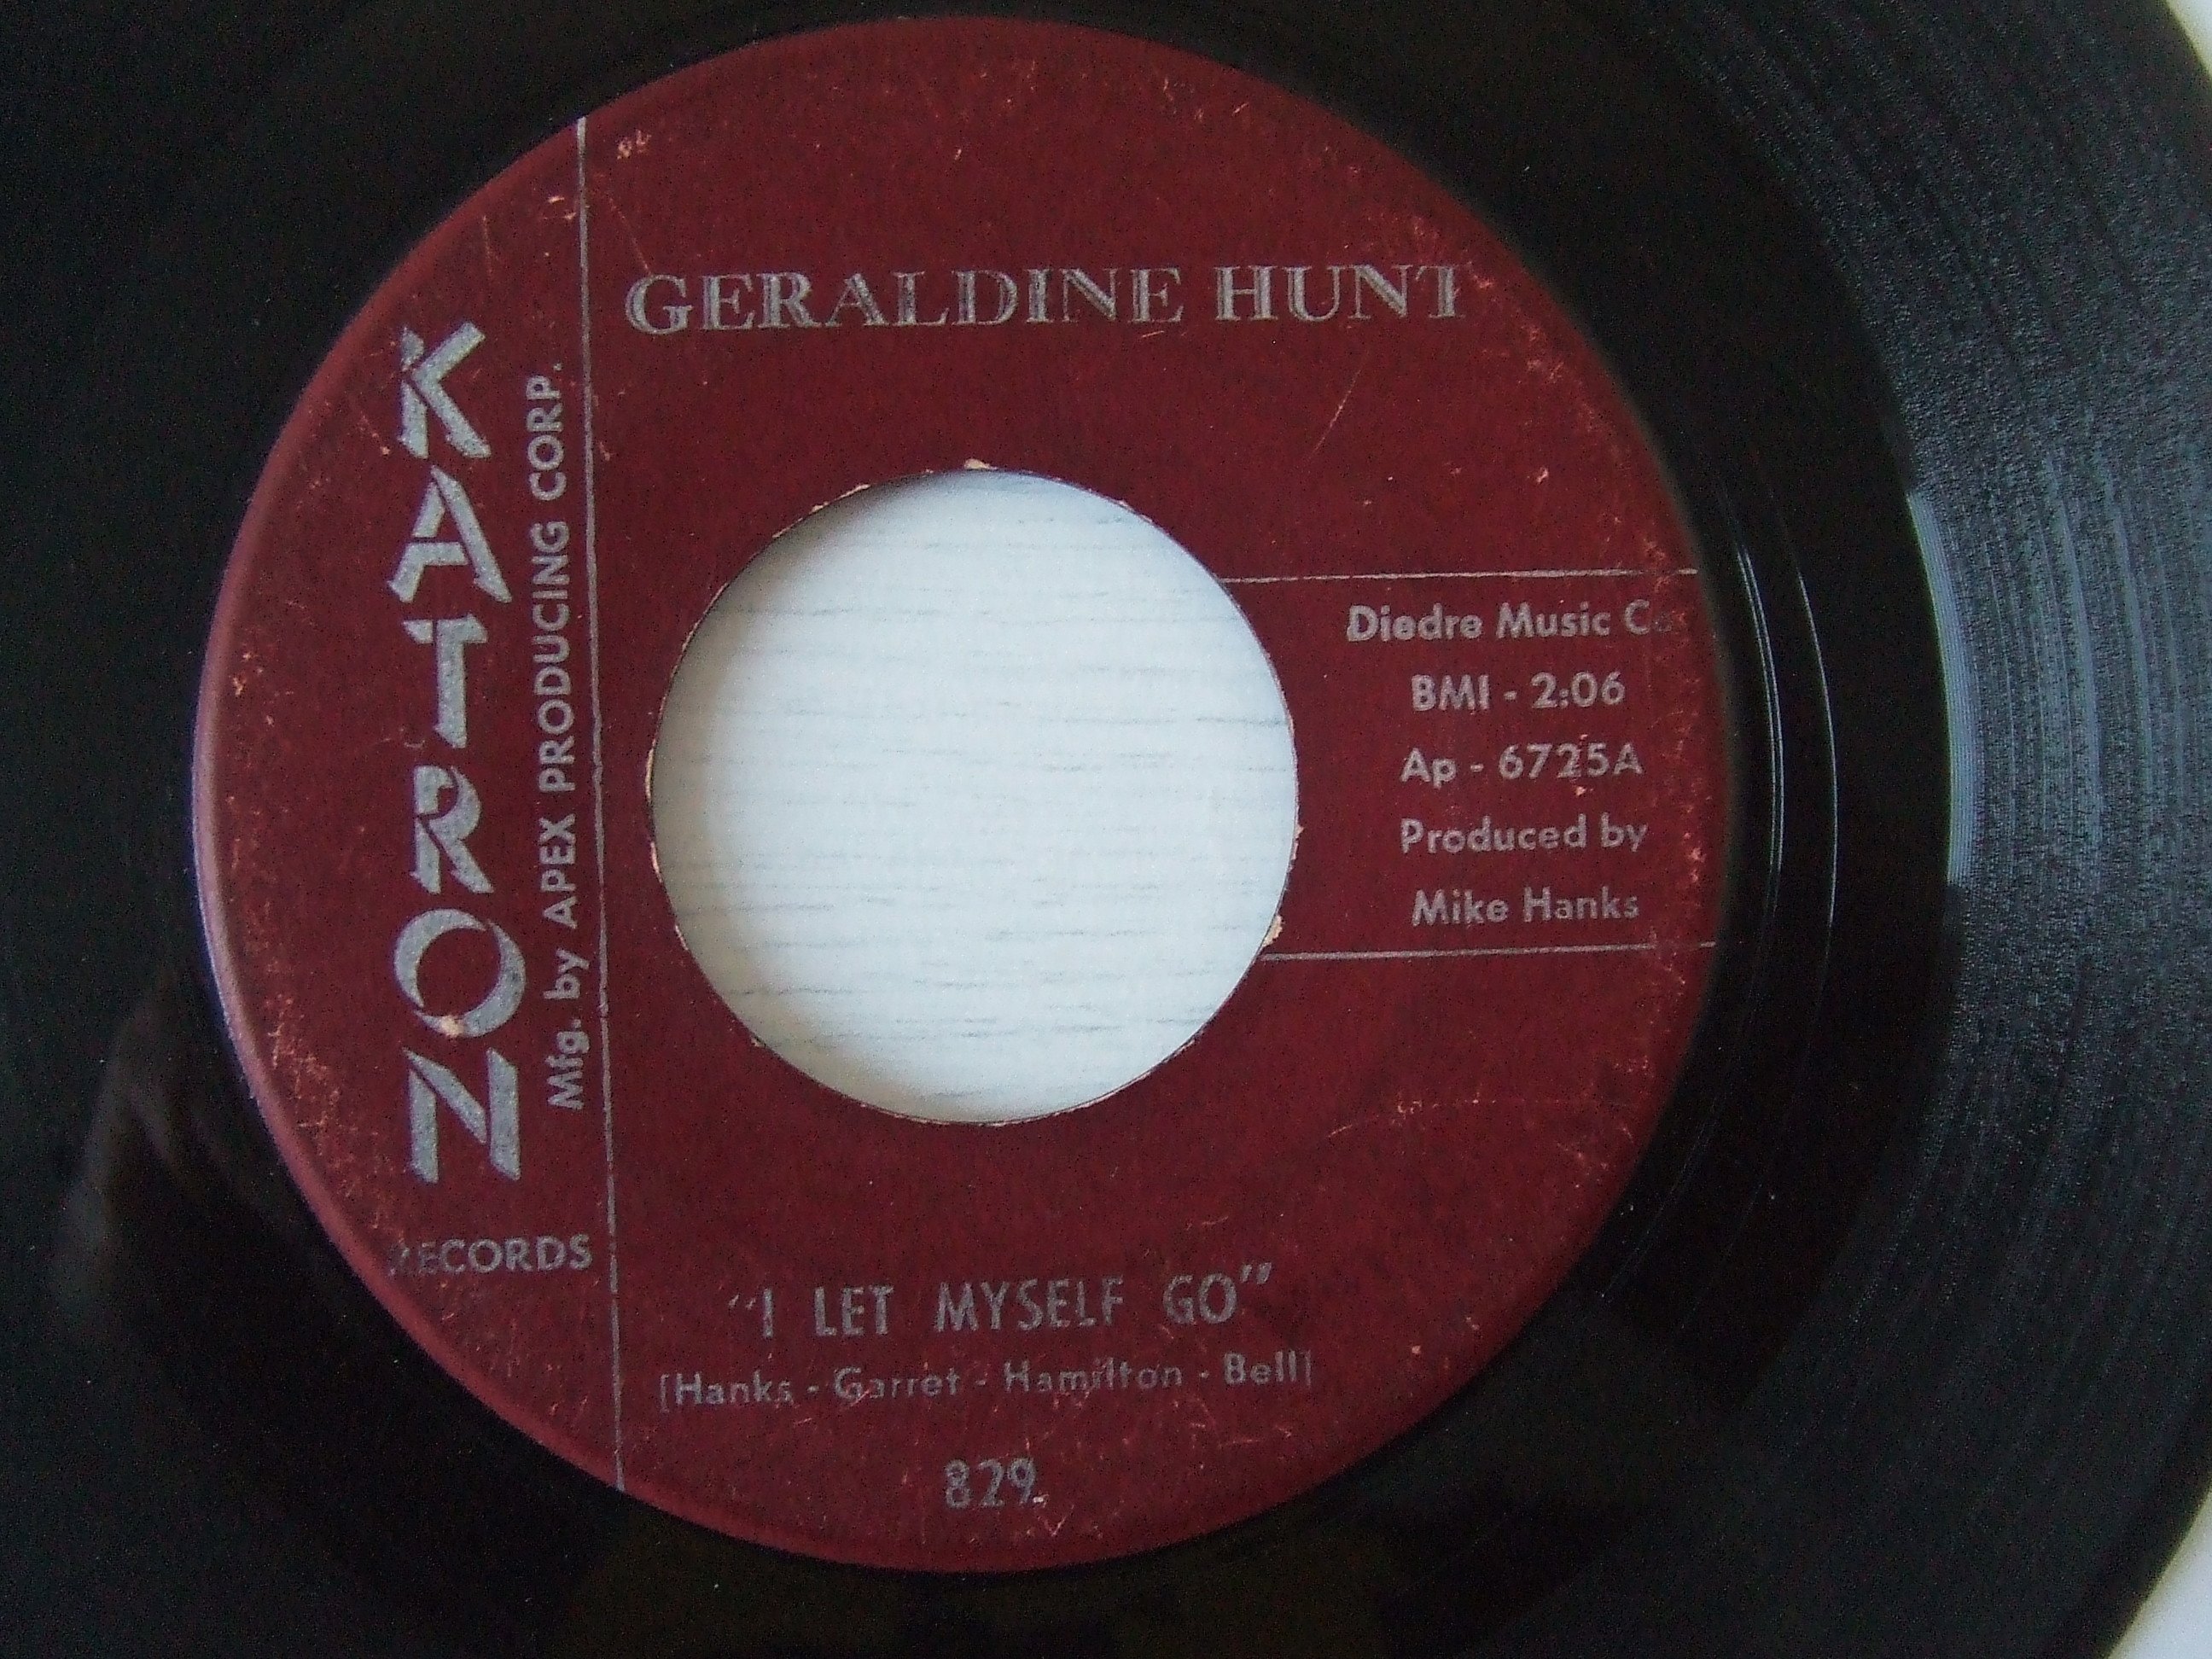 GERALDINE HUNT
KATRON
Mfg. by APEX PRODUCING CORP.
RECORDS
Diedre Music Co
BMI - 2:06
Ap - 6725A
Produced by
Mike Hanks
"I LET MYSELF GO"
[Hanks - Garret - Hamilton - Bell]
829